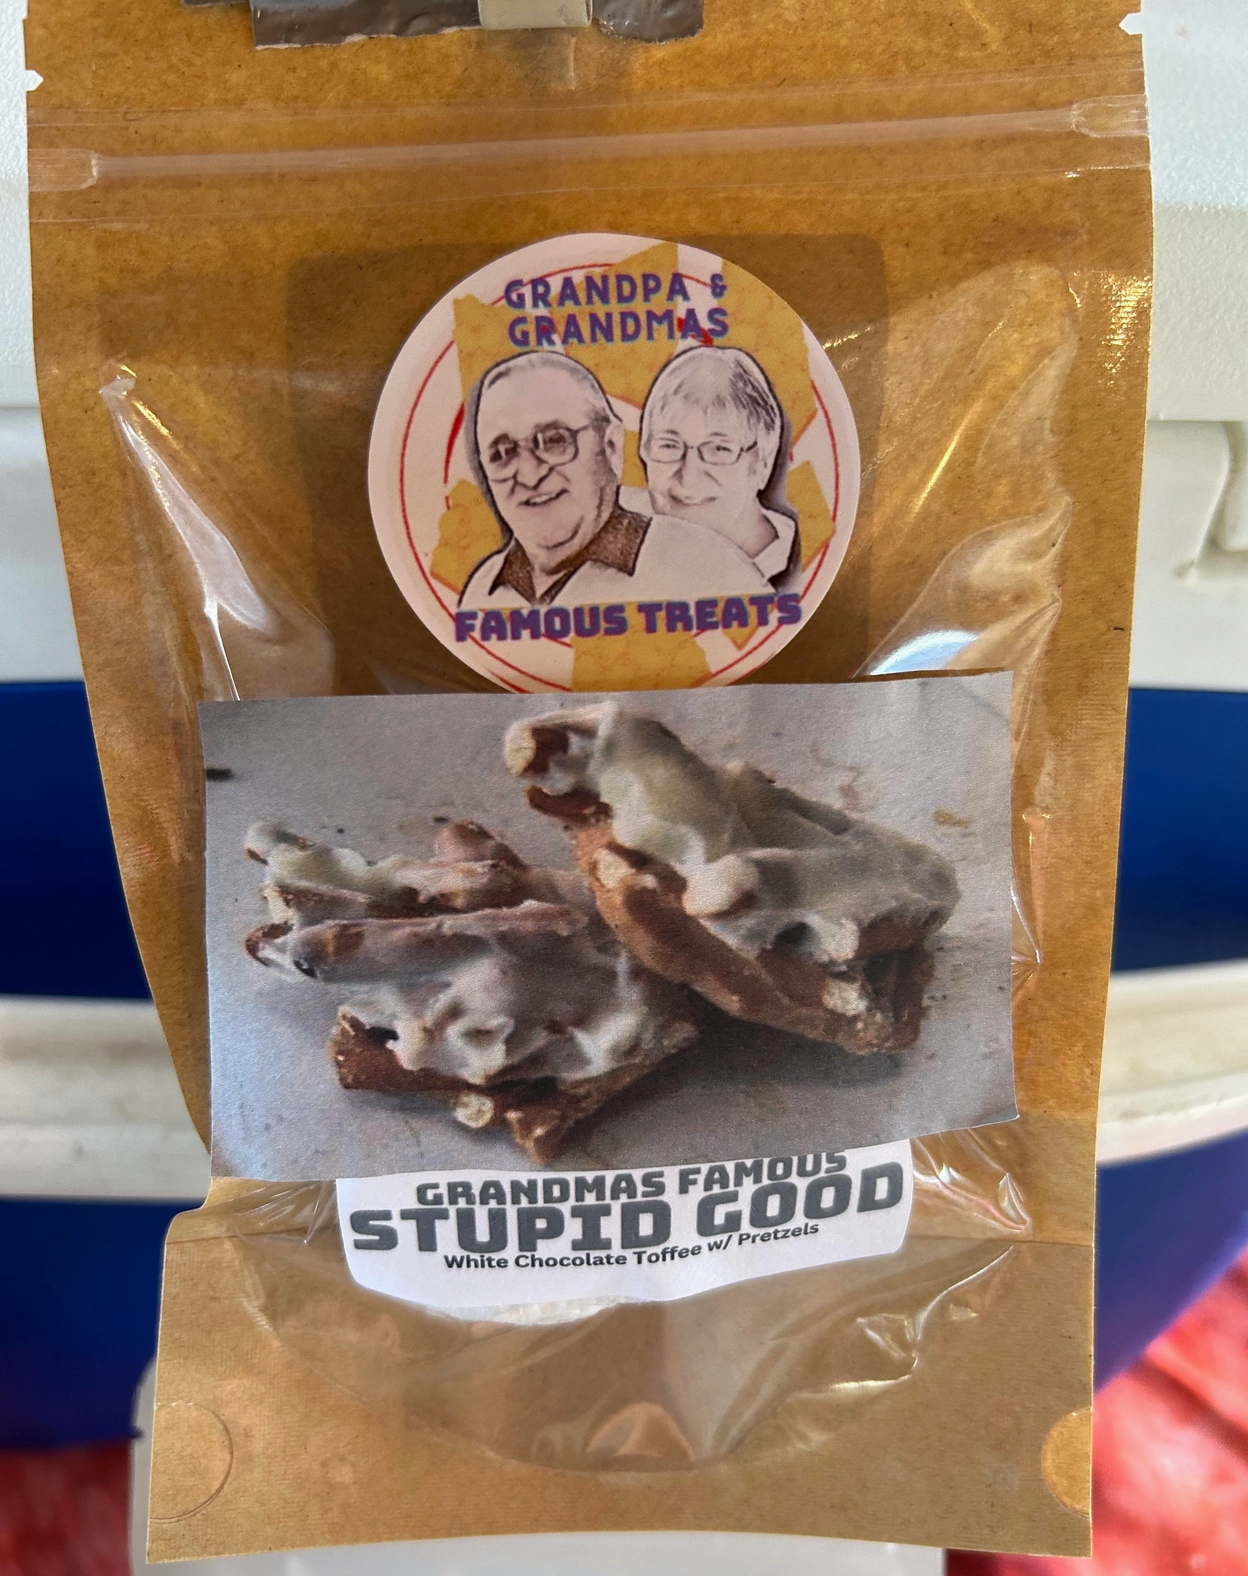 GRANDPA &
GRANDMAS
FAMOUS TREATS
GRANDMAS FAMOUS
STUPID GOOD
White Chocolate Toffee w/ Pretzels